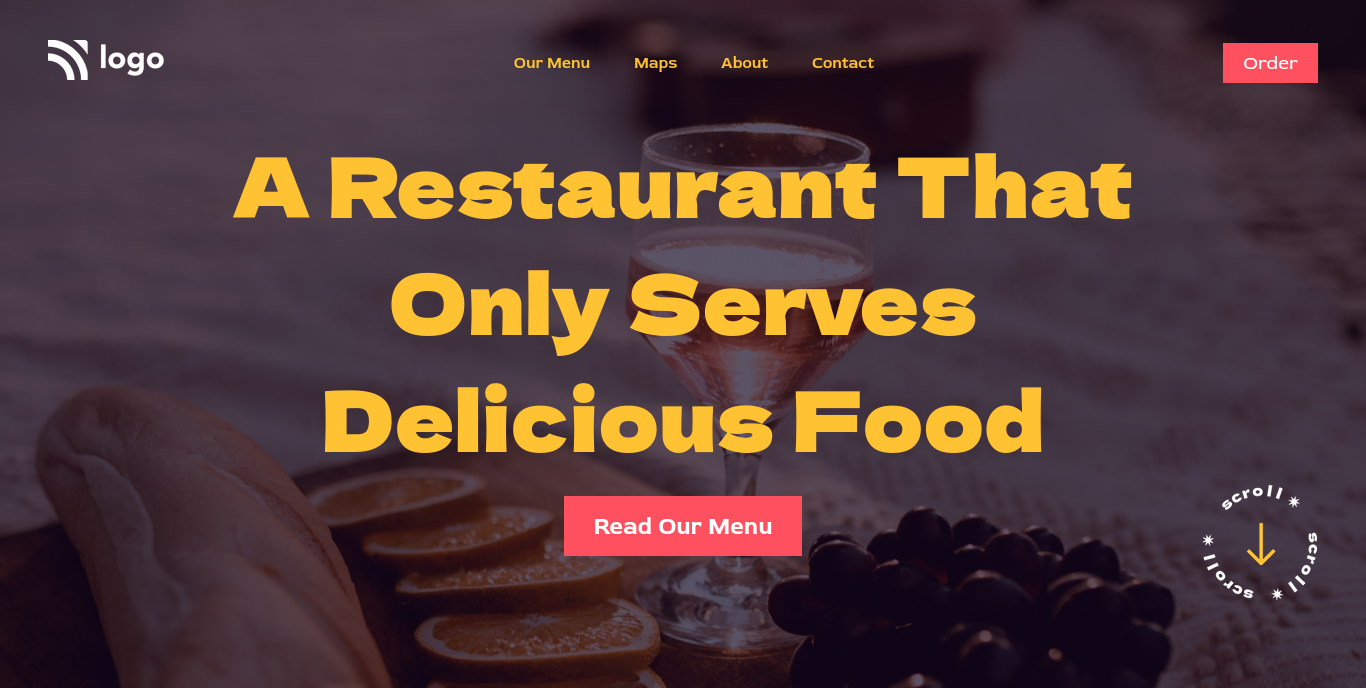 logo
Our Menu
Maps
About
Contact
Order
A Restaurant That
Only Serves
Delicious Food
Read Our Menu
scroll * scroll * scroll *